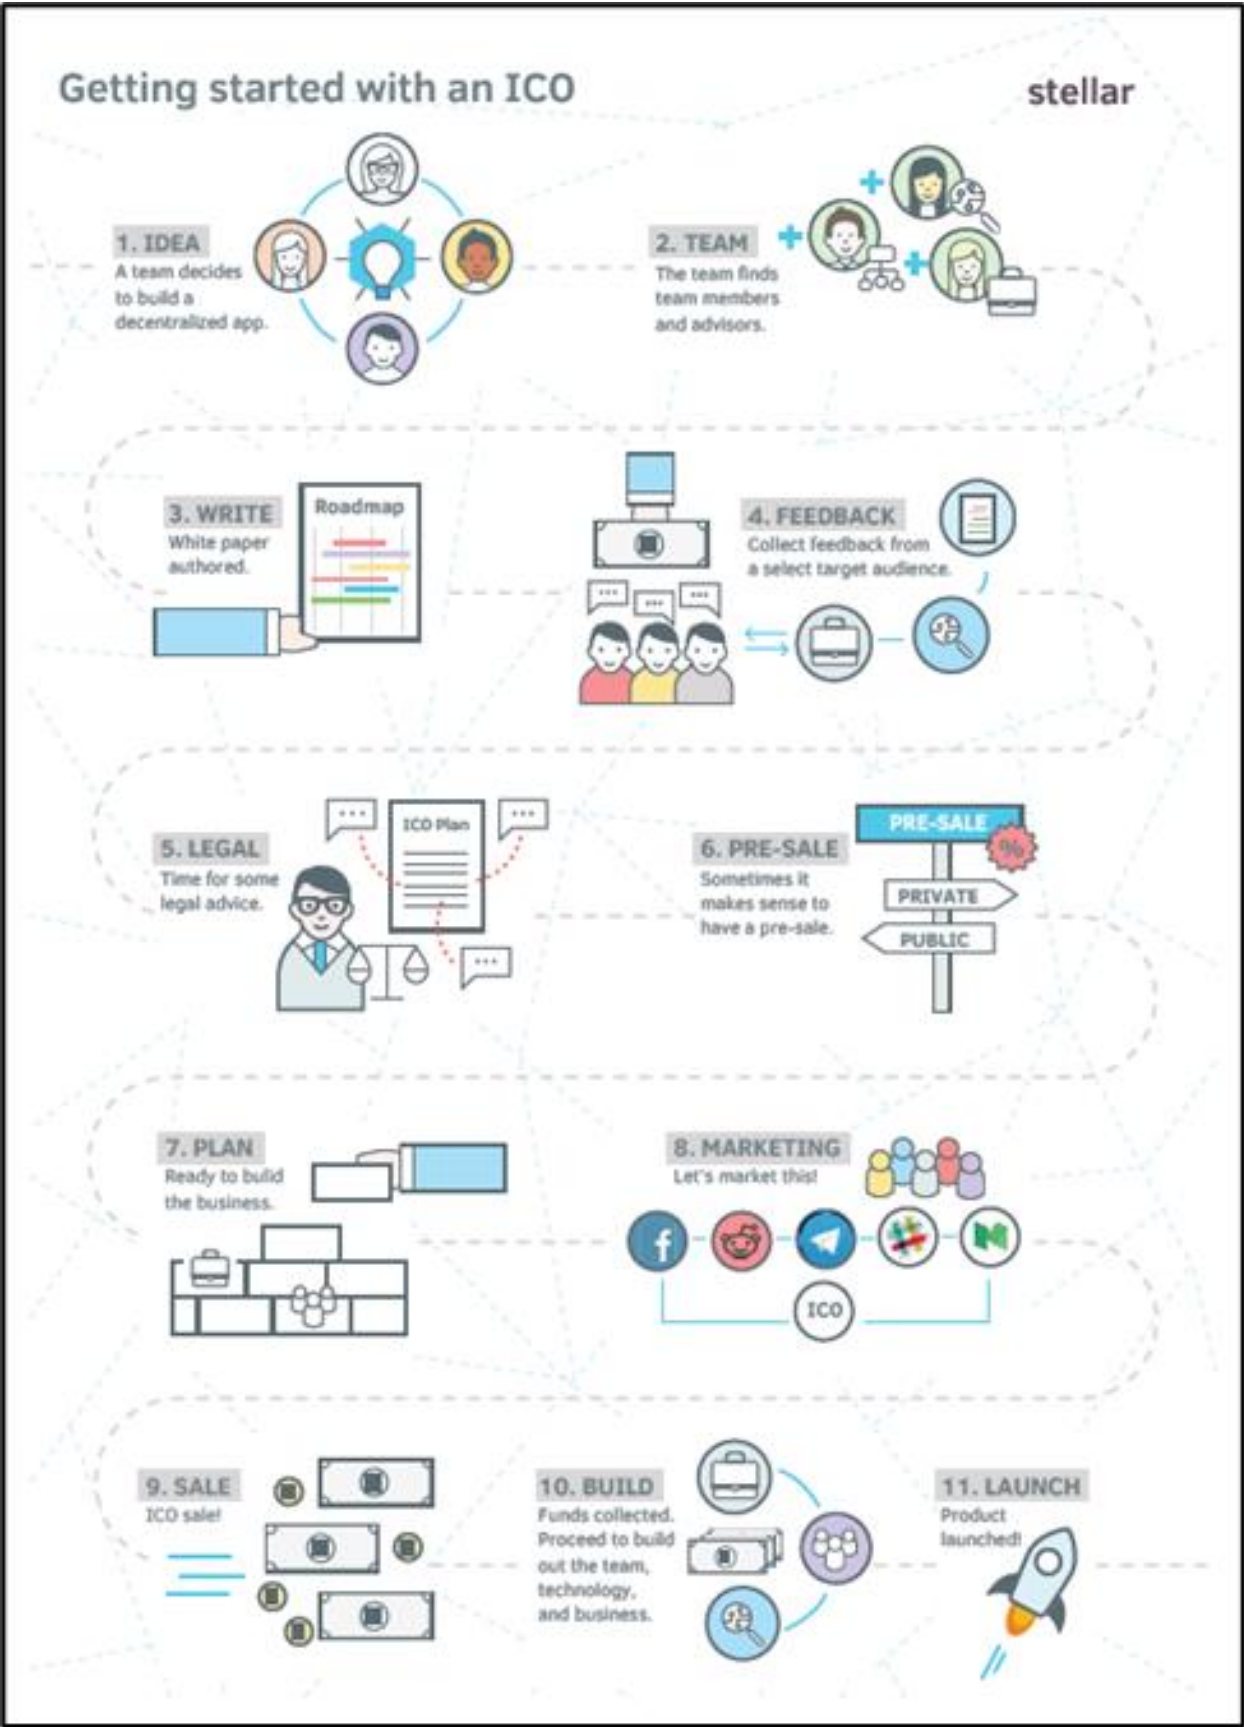 Getting started with an ICO
stellar
1. IDEA
A team decides
to build a
decentralized app.
2. TEAM
The team finds
team members
and advisors.
3. WRITE
White paper
authored.
Roadmap
4. FEEDBACK
Collect feedback from
a select target audience.
5. LEGAL
Time for some
legal advice.
ICO Plan
6. PRE-SALE
Sometimes it
makes sense to
have a pre-sale.
PRE-SALE
%
PRIVATE
PUBLIC
7. PLAN
Ready to build
the business.
8. MARKETING
Let's market this!
f
ICO
9. SALE
ICO sale!
10. BUILD
Funds collected.
Proceed to build
out the team,
technology,
and business.
11. LAUNCH
Product
launched!